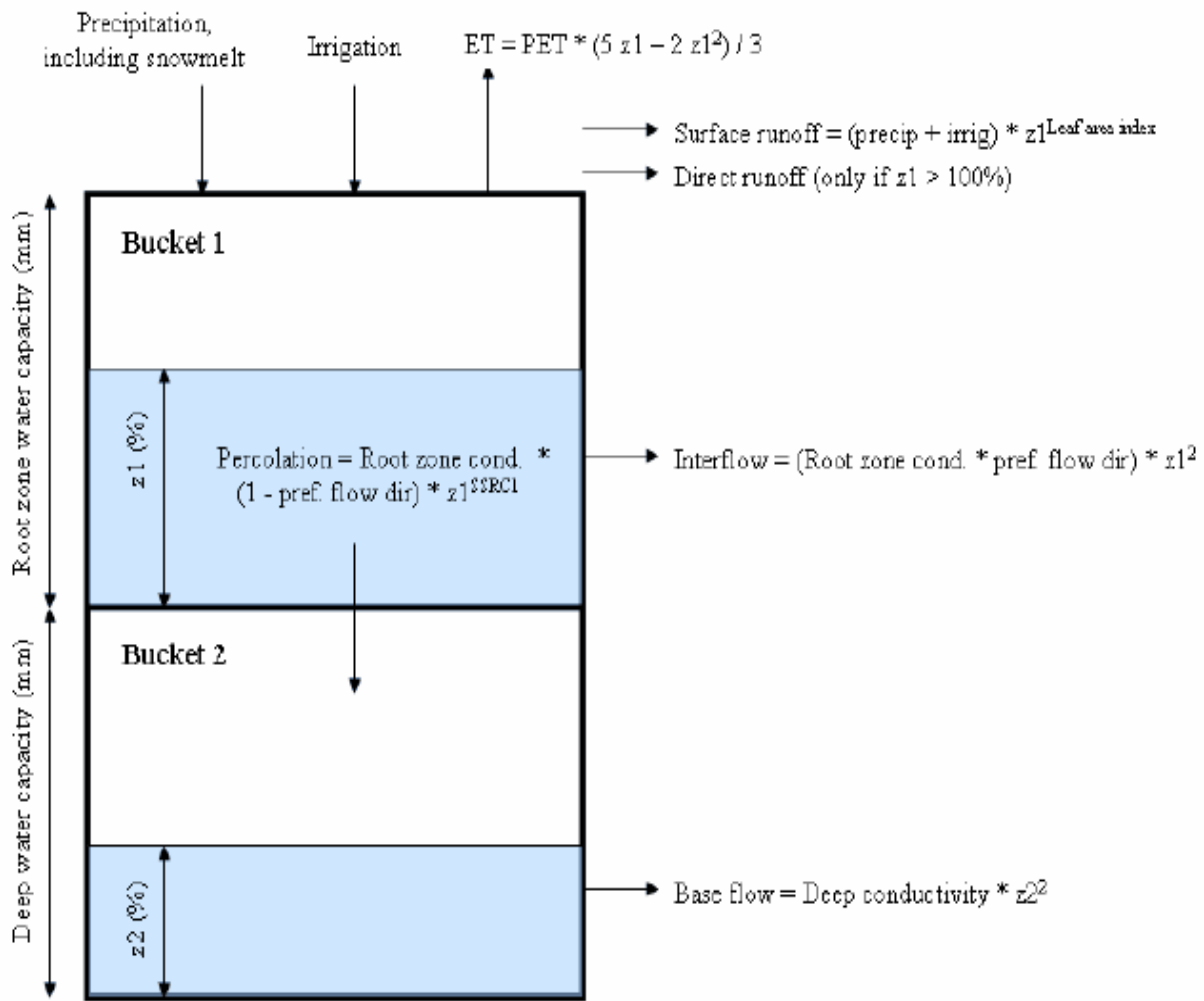 Precipitation,
including snowmelt
Irrigation
ET = PET * (5 z1 – 2 z1²) / 3
Surface runoff = (precip + irrig) * z1^Leaf area index
Direct runoff (only if z1 > 100%)
Root zone water capacity (mm)
Bucket 1
z1 (%)
Percolation = Root zone cond. *
(1 - pref. flow dir) * z1^SSRC1
Interflow = (Root zone cond. * pref. flow dir) * z1²
Deep water capacity (mm)
Bucket 2
z2 (%)
Base flow = Deep conductivity * z2²